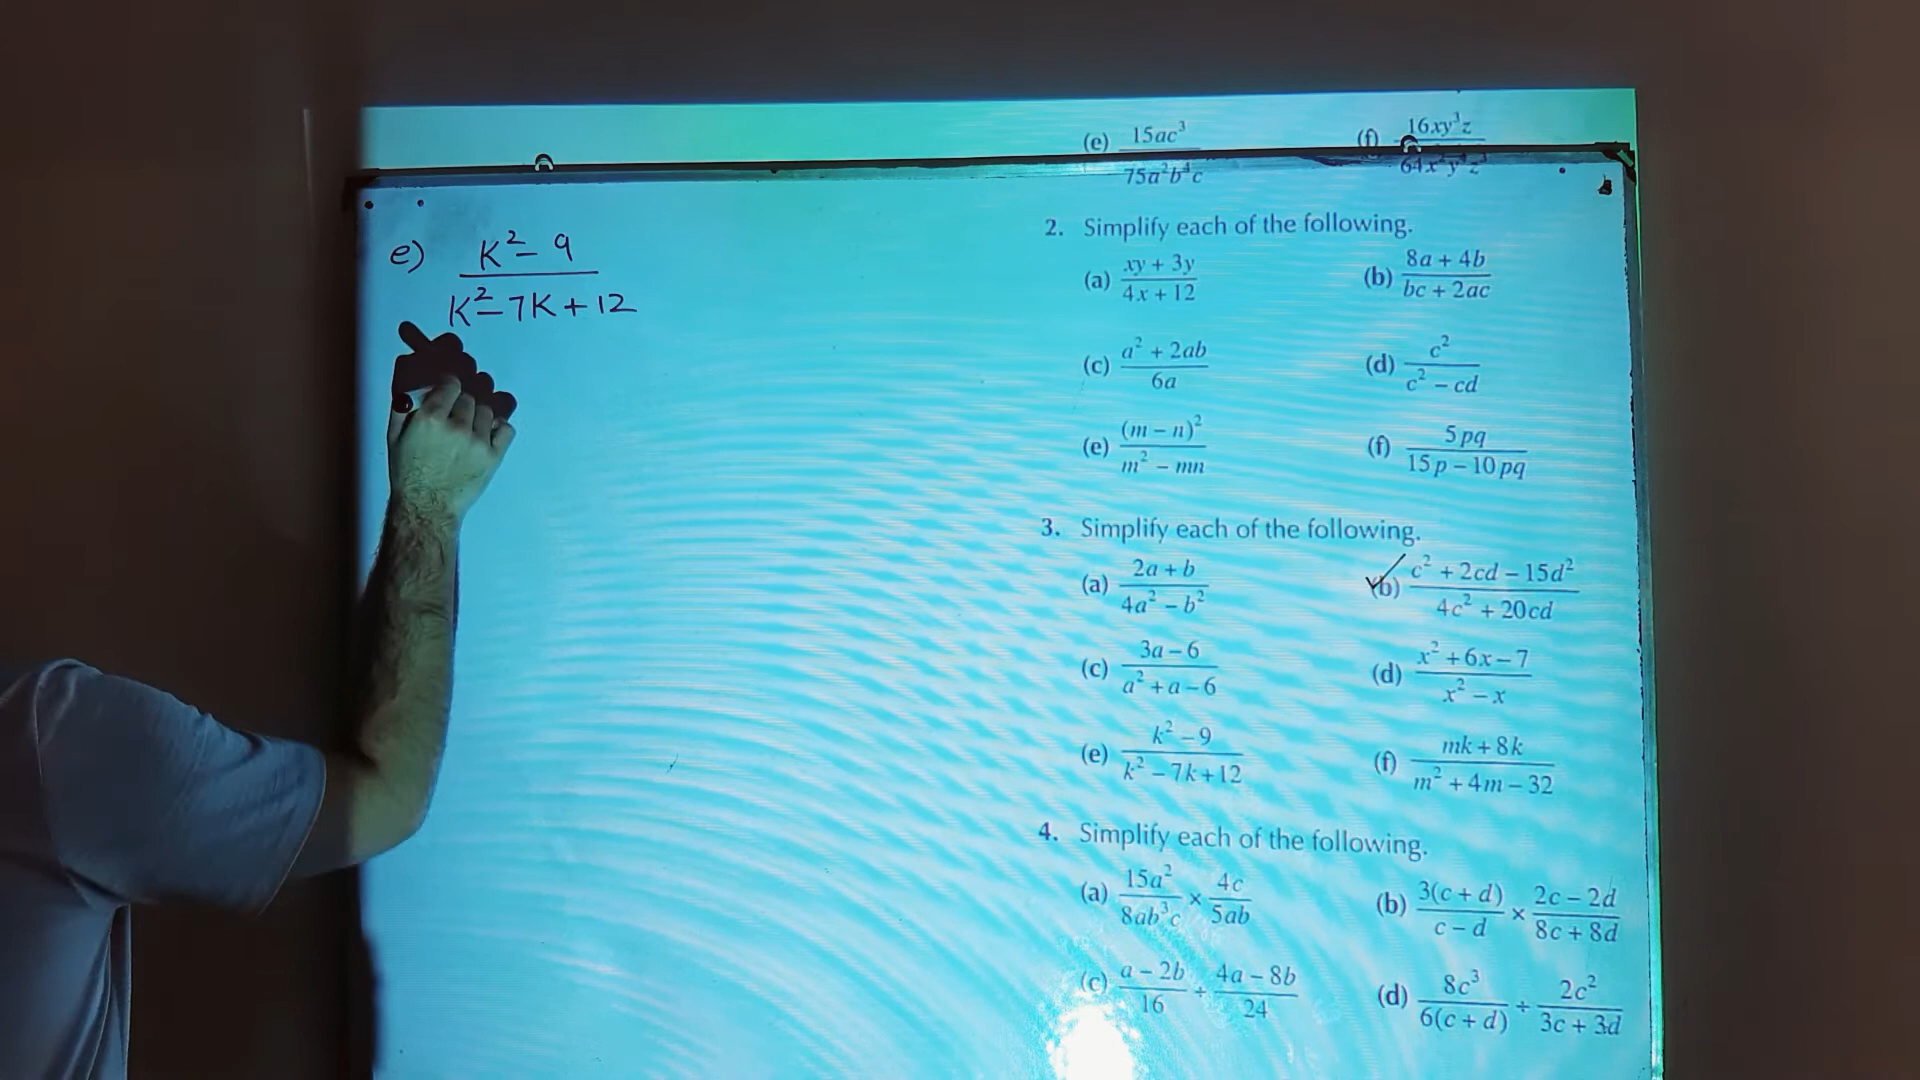 e) K² - 9
K² - 7K + 12
(e) 15ac³ / 75a²b⁴c (f) 16xy³z / 64x²y⁴z³
2. Simplify each of the following.
(a) xy + 3y / 4x + 12 (b) 8a + 4b / bc + 2ac
(c) a² + 2ab / 6a (d) c² / c² – cd
(e) (m – n)² / m² – mn (f) 5pq / 15p – 10pq
3. Simplify each of the following.
(a) 2a + b / 4a² – b² (b) c² + 2cd – 15d² / 4c² + 20cd
(c) 3a – 6 / a² + a – 6 (d) x² + 6x – 7 / x² – x
(e) k² – 9 / k² – 7k + 12 (f) mk + 8k / m² + 4m – 32
4. Simplify each of the following.
(a) 15a² / 8ab³c × 4c / 5ab (b) 3(c + d) / c – d × 2c – 2d / 8c + 8d
(c) a – 2b / 16 ÷ 4a – 8b / 24 (d) 8c³ / 6(c + d) ÷ 2c² / 3c + 3d